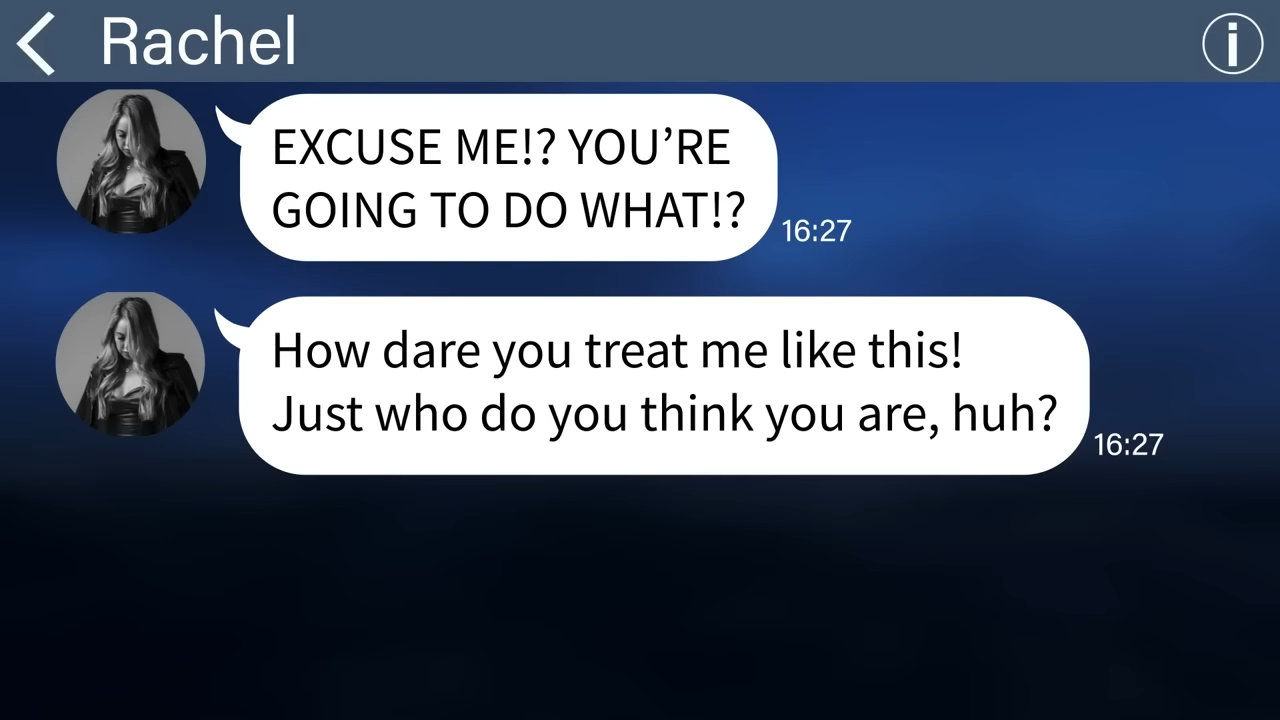 Rachel
EXCUSE ME!? YOU’RE
GOING TO DO WHAT!?
16:27
How dare you treat me like this!
Just who do you think you are, huh?
16:27